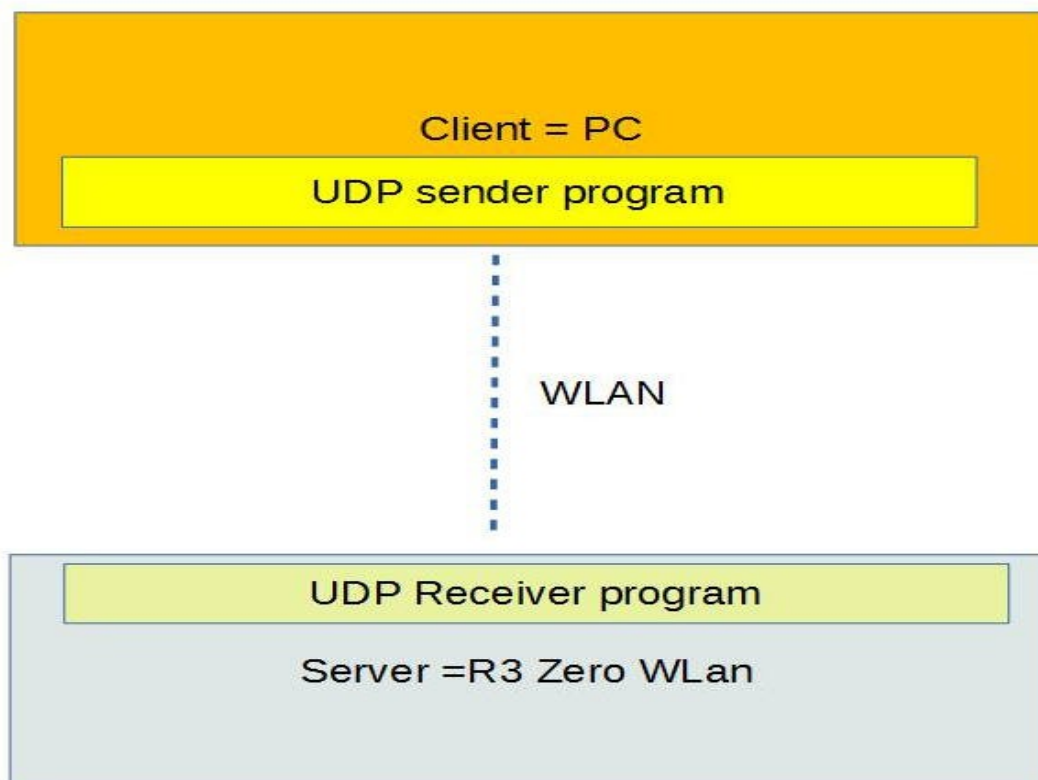 Client = PC
UDP sender program
WLAN
UDP Receiver program
Server =R3 Zero WLan